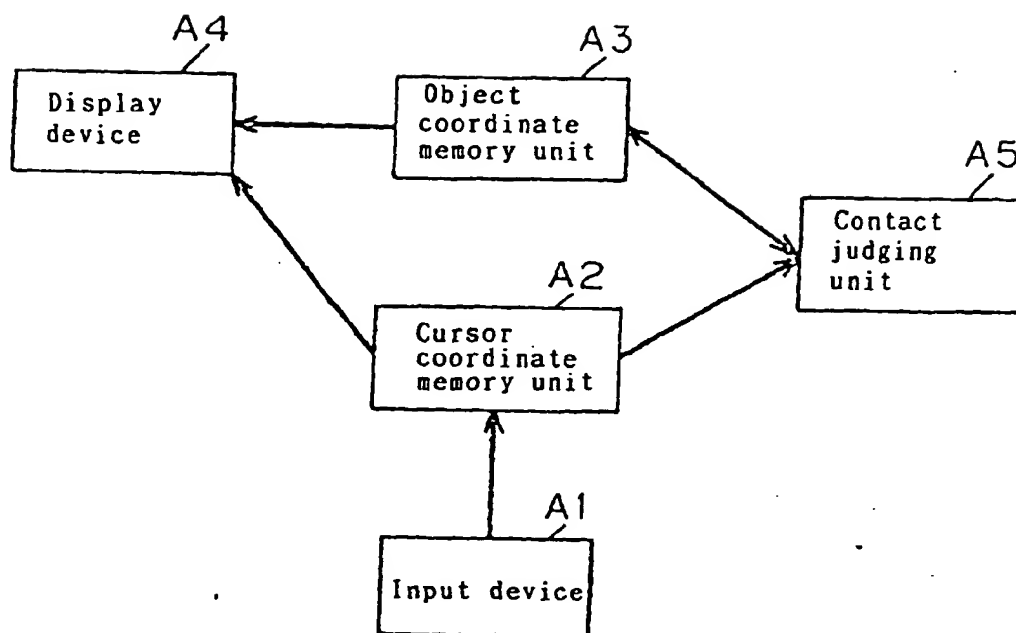 A4
Display
device
A3
Object
coordinate
memory unit
A5
Contact
judging
unit
A2
Cursor
coordinate
memory unit
A1
Input device